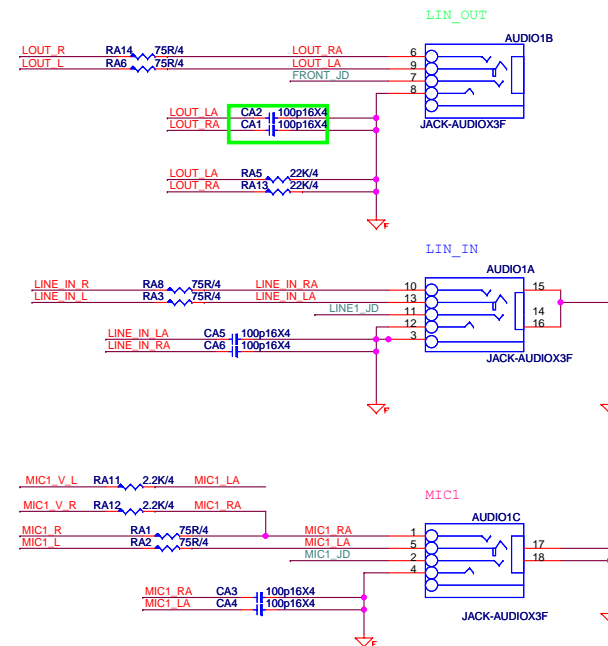 LIN_OUT
AUDIO1B
LOUT_R RA14 75R/4 LOUT_RA 6
LOUT_L RA6 75R/4 LOUT_LA 9
FRONT_JD 7
8
LOUT_LA CA2 100p16X4
LOUT_RA CA1 100p16X4
JACK-AUDIOX3F
LOUT_LA RA5 22K/4
LOUT_RA RA13 22K/4
F
LIN_IN
AUDIO1A
LINE_IN_R RA8 75R/4 LINE_IN_RA 10 15
LINE_IN_L RA3 75R/4 LINE_IN_LA 13
LINE1_JD 11 14
12 16
LINE_IN_LA CA5 100p16X4 3
LINE_IN_RA CA6 100p16X4
JACK-AUDIOX3F
F
MIC1_V_L RA11 2.2K/4 MIC1_LA
MIC1
MIC1_V_R RA12 2.2K/4 MIC1_RA
AUDIO1C
MIC1_R RA1 75R/4 MIC1_RA 1
MIC1_L RA2 75R/4 MIC1_LA 5 17
MIC1_JD 2 18
4
MIC1_RA CA3 100p16X4
MIC1_LA CA4 100p16X4
JACK-AUDIOX3F
F